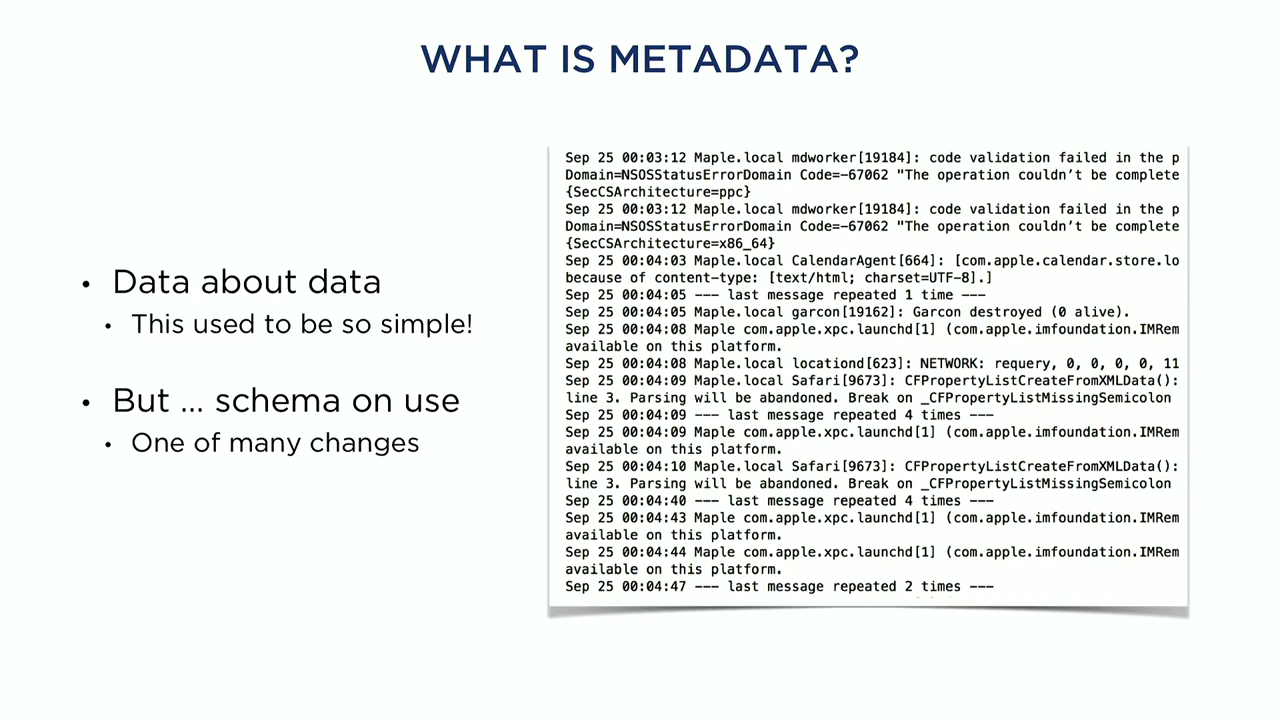 WHAT IS METADATA?
• Data about data
• This used to be so simple!
• But ... schema on use
• One of many changes
Sep 25 00:03:12 Maple.local mdworker[19184]: code validation failed in the p
Domain=NSOSStatusErrorDomain Code=-67062 "The operation couldn't be complete
{SecCSArchitecture=ppc}
Sep 25 00:03:12 Maple.local mdworker[19184]: code validation failed in the p
Domain=NSOSStatusErrorDomain Code=-67062 "The operation couldn't be complete
{SecCSArchitecture=x86_64}
Sep 25 00:04:03 Maple.local CalendarAgent[664]: [com.apple.calendar.store.lo
because of content-type: [text/html; charset=UTF-8].]
Sep 25 00:04:05 --- last message repeated 1 time ---
Sep 25 00:04:05 Maple.local garcon[19162]: Garcon destroyed (0 alive).
Sep 25 00:04:08 Maple com.apple.xpc.launchd[1] (com.apple.imfoundation.IMRem
available on this platform.
Sep 25 00:04:08 Maple.local locationd[623]: NETWORK: requery, 0, 0, 0, 0, 11
Sep 25 00:04:09 Maple.local Safari[9673]: CFPropertyListCreateFromXMLData():
line 3. Parsing will be abandoned. Break on _CFPropertyListMissingSemicolon
Sep 25 00:04:09 --- last message repeated 4 times ---
Sep 25 00:04:09 Maple com.apple.xpc.launchd[1] (com.apple.imfoundation.IMRem
available on this platform.
Sep 25 00:04:10 Maple.local Safari[9673]: CFPropertyListCreateFromXMLData():
line 3. Parsing will be abandoned. Break on _CFPropertyListMissingSemicolon
Sep 25 00:04:40 --- last message repeated 4 times ---
Sep 25 00:04:43 Maple com.apple.xpc.launchd[1] (com.apple.imfoundation.IMRem
available on this platform.
Sep 25 00:04:44 Maple com.apple.xpc.launchd[1] (com.apple.imfoundation.IMRem
available on this platform.
Sep 25 00:04:47 --- last message repeated 2 times ---